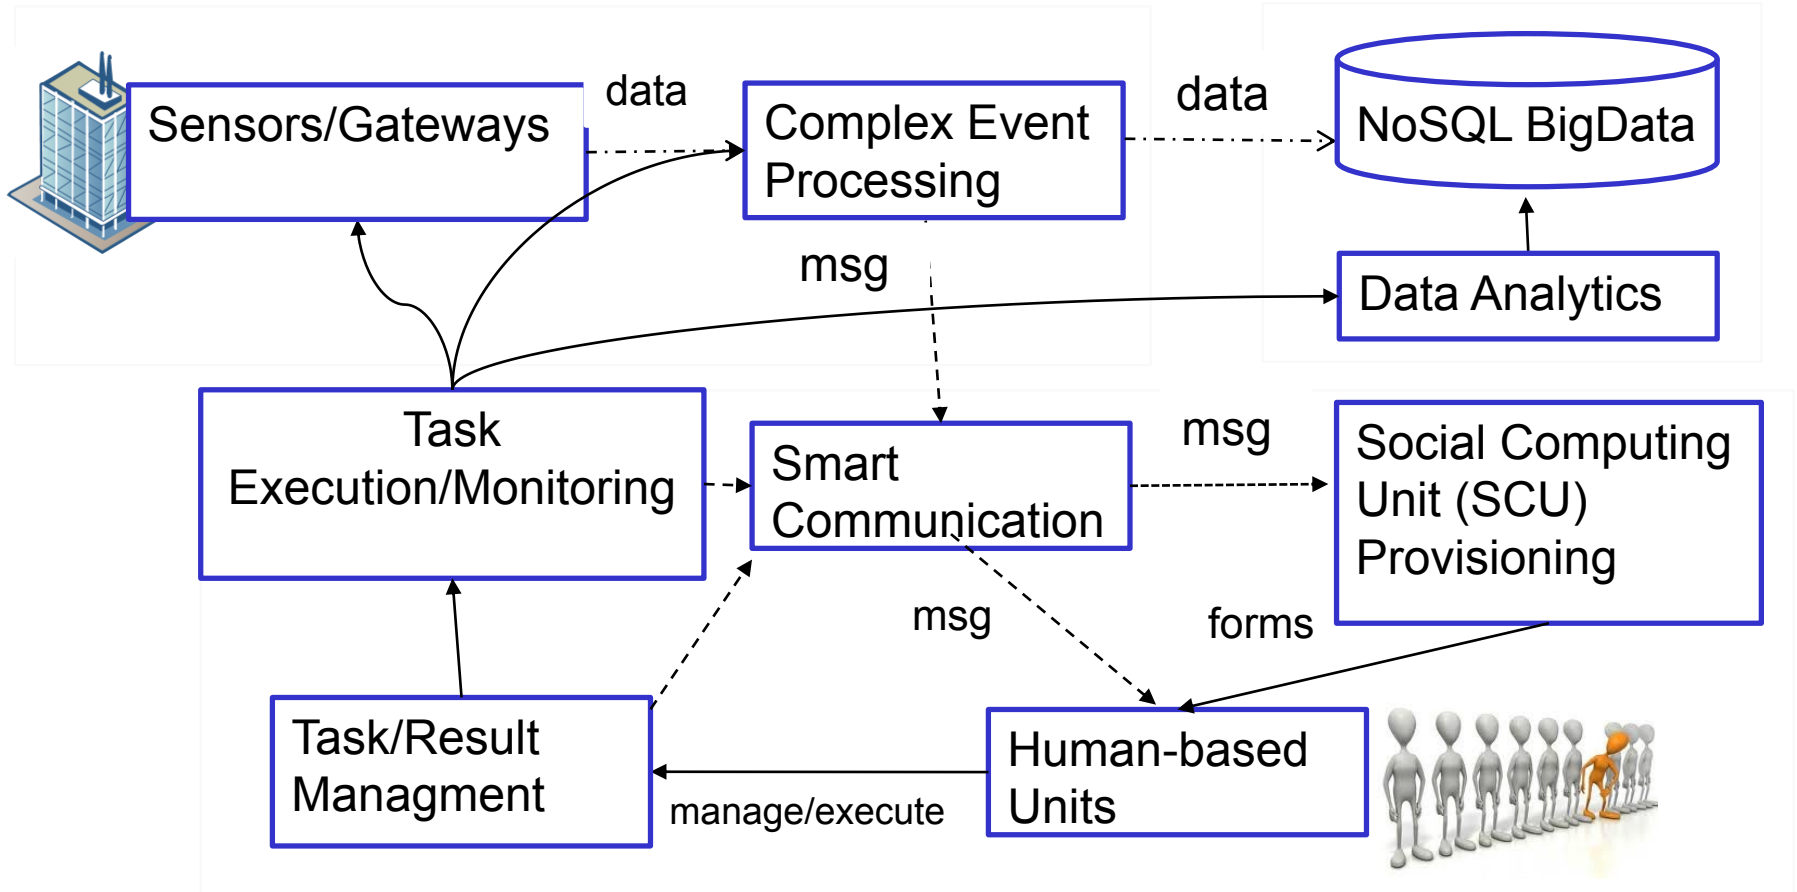 Sensors/Gateways
data
Complex Event
Processing
data
NoSQL BigData
msg
Data Analytics
Task
Execution/Monitoring
Smart
Communication
msg
Social Computing
Unit (SCU)
Provisioning
msg
forms
Task/Result
Managment
manage/execute
Human-based
Units